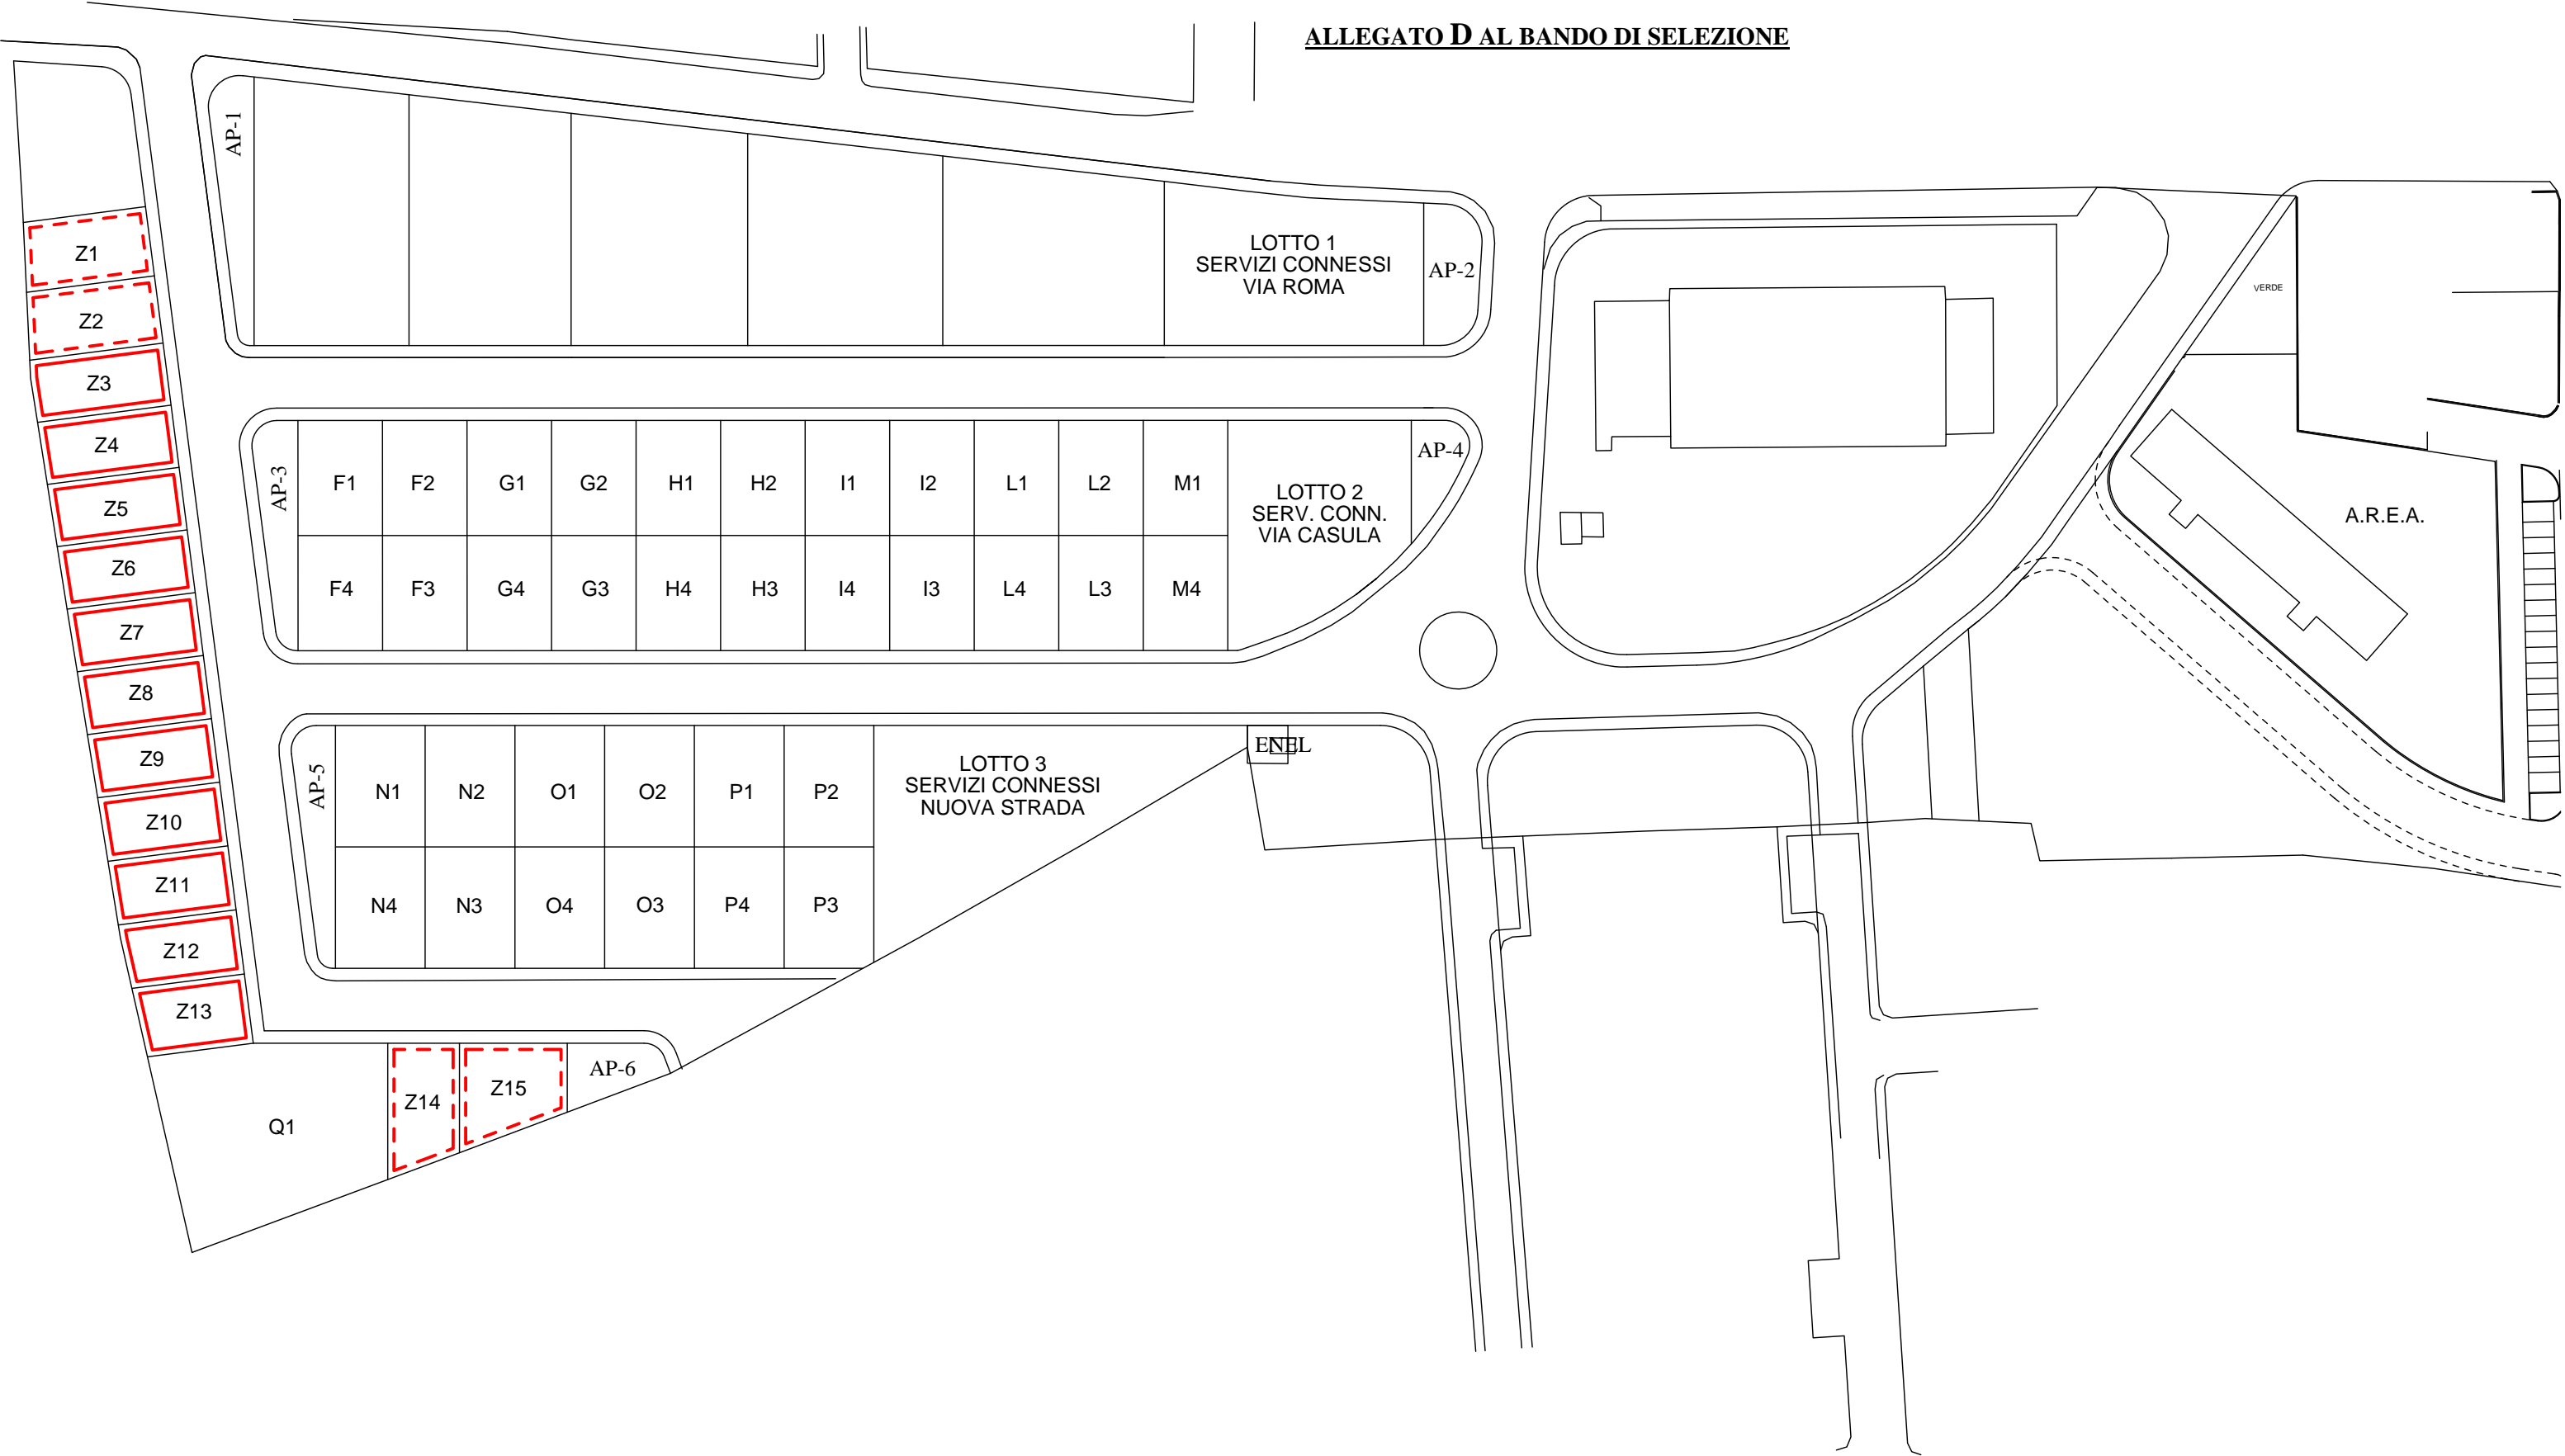 ALLEGATO D AL BANDO DI SELEZIONE
AP-1
LOTTO 1
SERVIZI CONNESSI
VIA ROMA
AP-2
VERDE
Z1
Z2
Z3
Z4
Z5
Z6
Z7
Z8
Z9
Z10
Z11
Z12
Z13
AP-3
F1 F2 G1 G2 H1 H2 I1 I2 L1 L2 M1
F4 F3 G4 G3 H4 H3 I4 I3 L4 L3 M4
LOTTO 2
SERV. CONN.
VIA CASULA
AP-4
A.R.E.A.
AP-5
N1 N2 O1 O2 P1 P2
N4 N3 O4 O3 P4 P3
LOTTO 3
SERVIZI CONNESSI
NUOVA STRADA
ENEL
Q1
Z14
Z15
AP-6